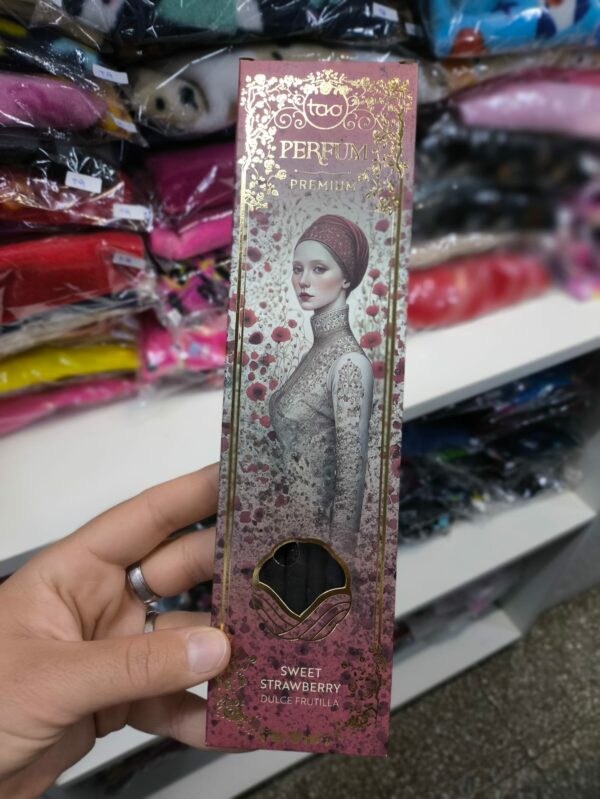 tao
PERFUM
PREMIUM
SWEET
STRAWBERRY
DULCE FRUTILLA